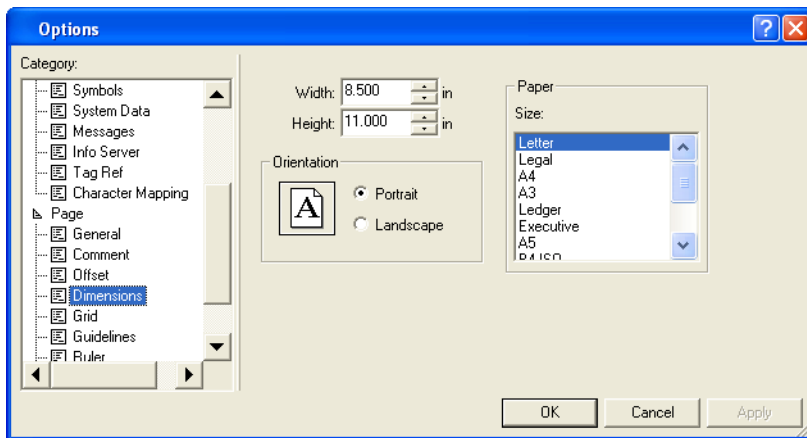 Options
Category:
Symbols
System Data
Messages
Info Server
Tag Ref
Character Mapping
Page
General
Comment
Offset
Dimensions
Grid
Guidelines
Ruler
Width: 8.500 in
Height: 11.000 in
Orientation
A
Portrait
Landscape
Paper
Size:
Letter
Legal
A4
A3
Ledger
Executive
A5
B4 ISO
OK
Cancel
Apply